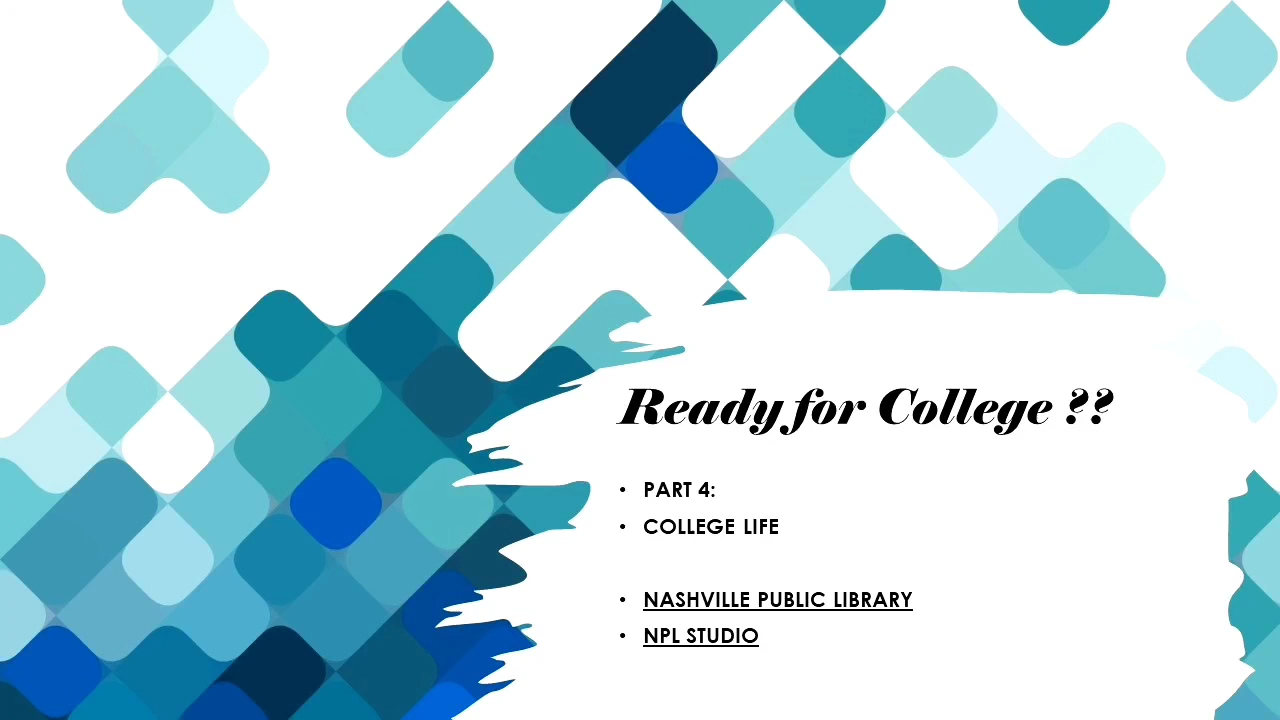 Ready for College ??
• PART 4:
• COLLEGE LIFE
• NASHVILLE PUBLIC LIBRARY
• NPL STUDIO